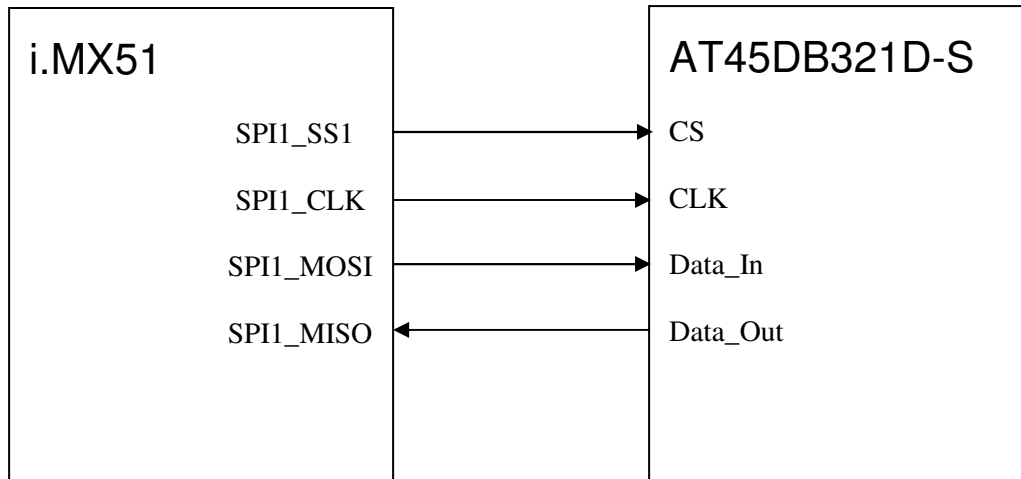 i.MX51
AT45DB321D-S
SPI1_SS1
CS
SPI1_CLK
CLK
SPI1_MOSI
Data_In
SPI1_MISO
Data_Out